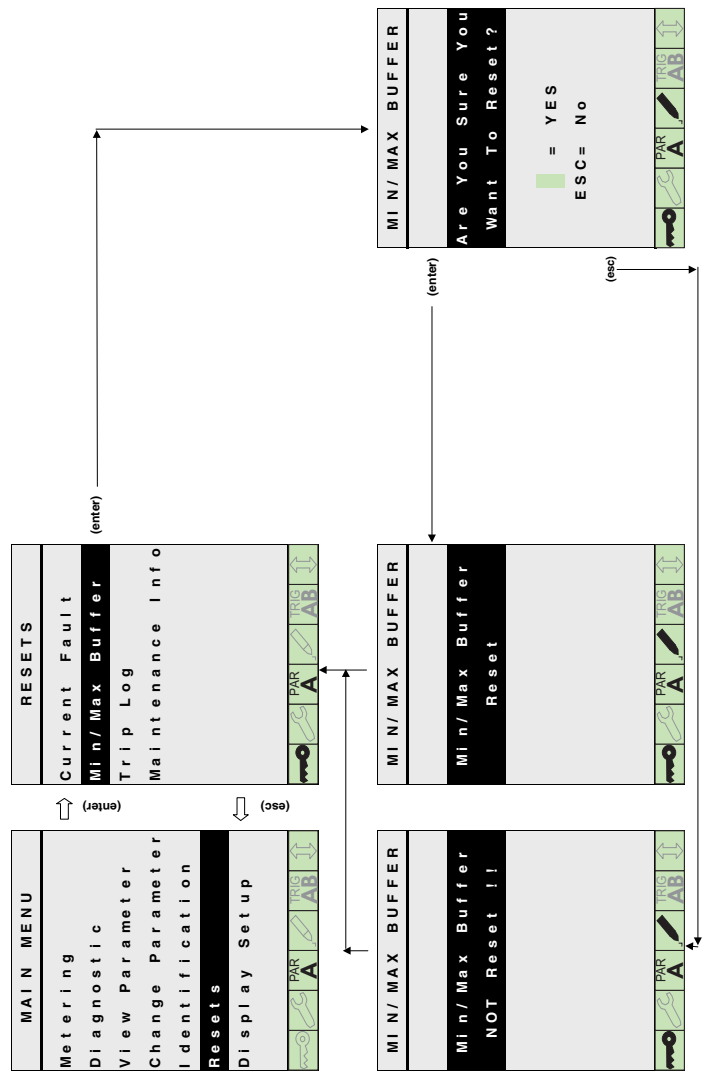 MAIN MENU
Metering
Diagnostic
View Parameter
Change Parameter
Identification
Resets
Display Setup
PAR
A
TRIG
AB
(enter)
(esc)
RESETS
Current Fault
Min/Max Buffer
Trip Log
Maintenance Info
PAR
A
TRIG
AB
(enter)
MIN/MAX BUFFER
Are You Sure You
Want To Reset?
= YES
ESC= No
PAR
A
TRIG
AB
(enter)
(esc)
MIN/MAX BUFFER
Min/Max Buffer
Reset
PAR
A
TRIG
AB
MIN/MAX BUFFER
Min/Max Buffer
NOT Reset !!
PAR
A
TRIG
AB